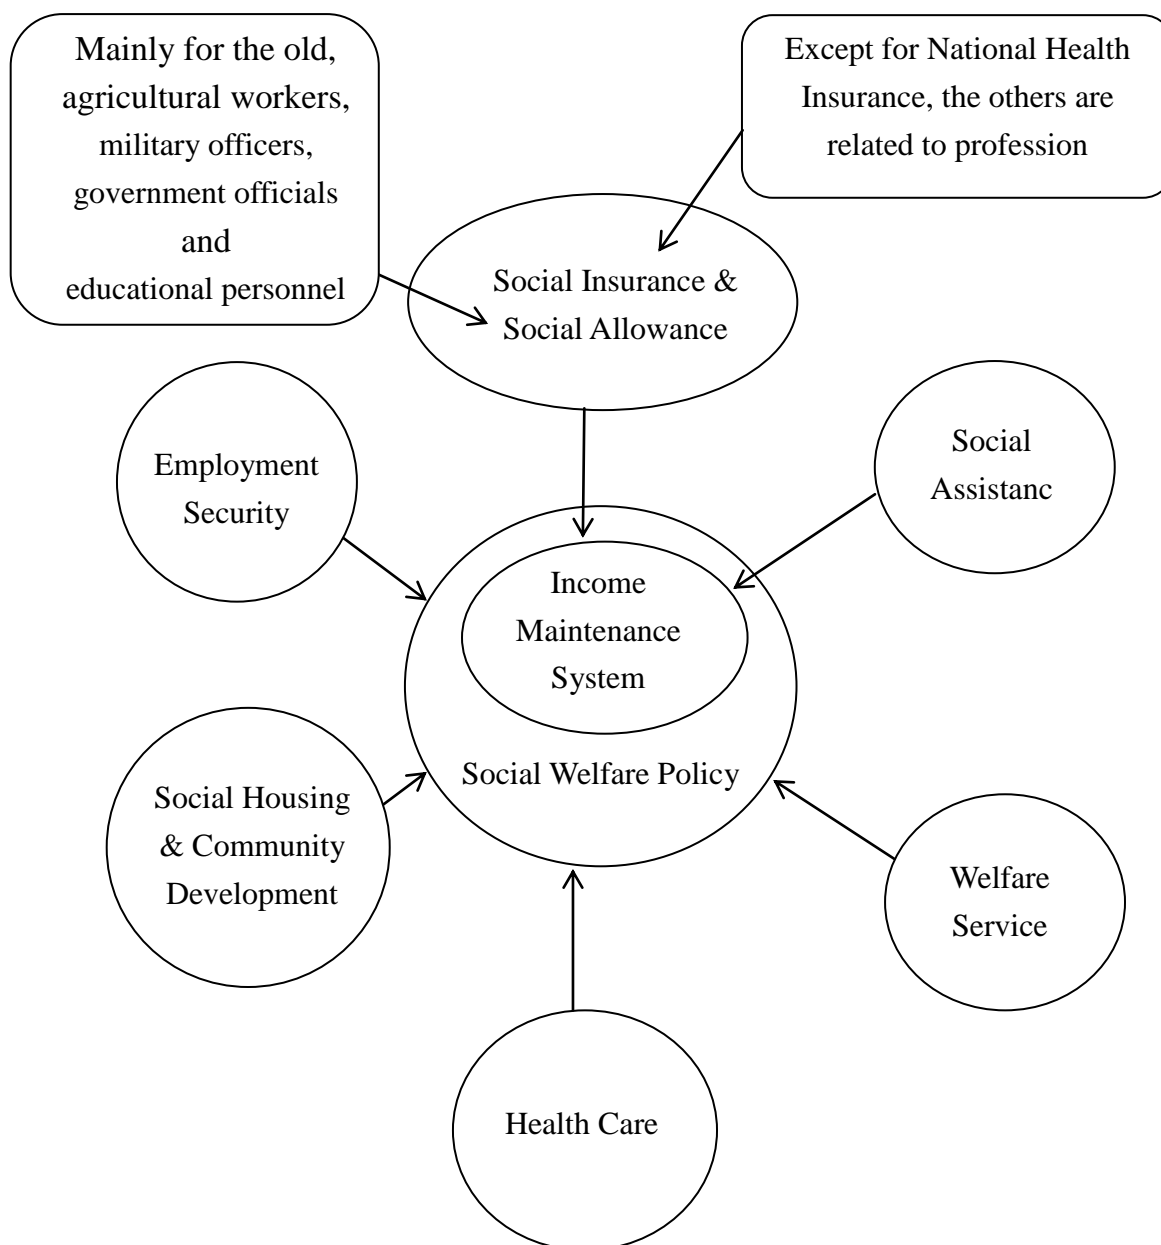 Mainly for the old,
agricultural workers,
military officers,
government officials
and
educational personnel
Except for National Health
Insurance, the others are
related to profession
Social Insurance &
Social Allowance
Employment
Security
Social
Assistanc
Income
Maintenance
System
Social Welfare Policy
Social Housing
& Community
Development
Welfare
Service
Health Care